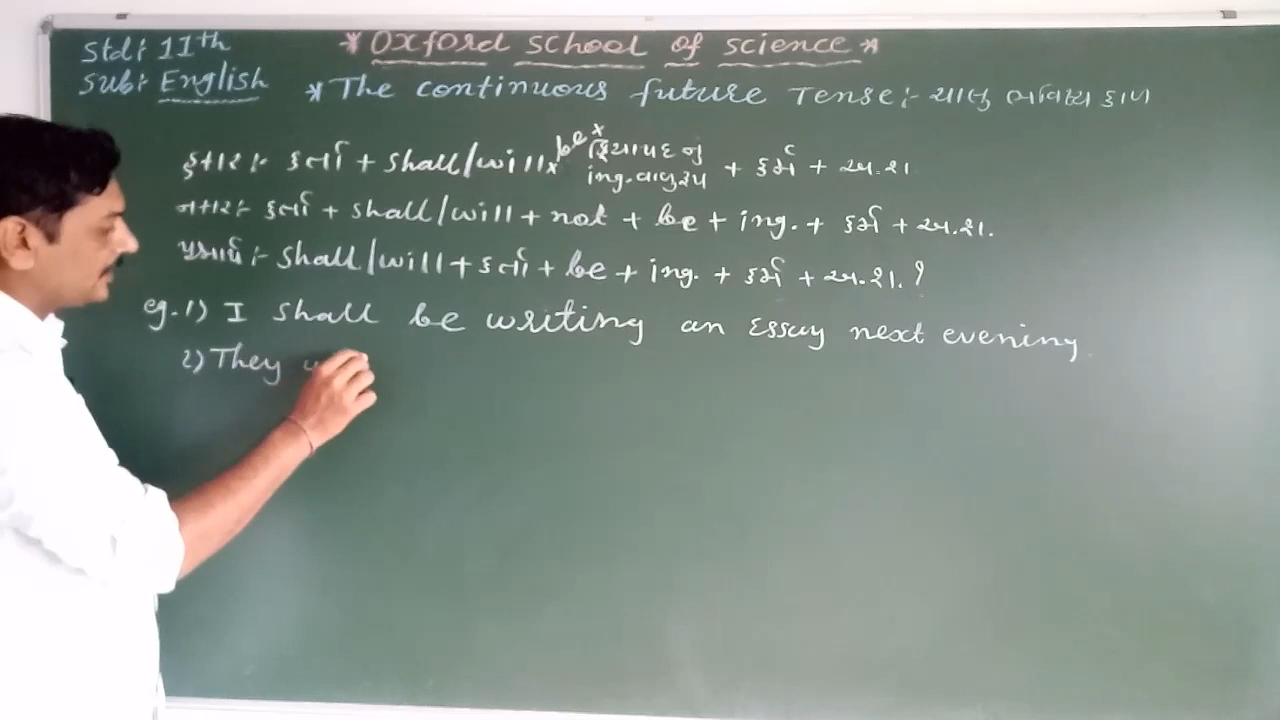 Std: 11th
* Oxford School of science *
Sub: English
* The continuous future Tense :- ચાલુ ભવિષ્ય કાળ
હકાર :- કર્તા + shall/will x be x ક્રિયાપદ નું ing. વાળુ રૂપ + કર્મ + અ.શ.
નકાર :- કર્તા + shall/will + not + be + ing. + કર્મ + અ.શ.
પ્રશ્નાર્થ :- shall/will + કર્તા + be + ing. + કર્મ + અ.શ. ?
eg. 1) I shall be writing an Essay next evening.
2) They